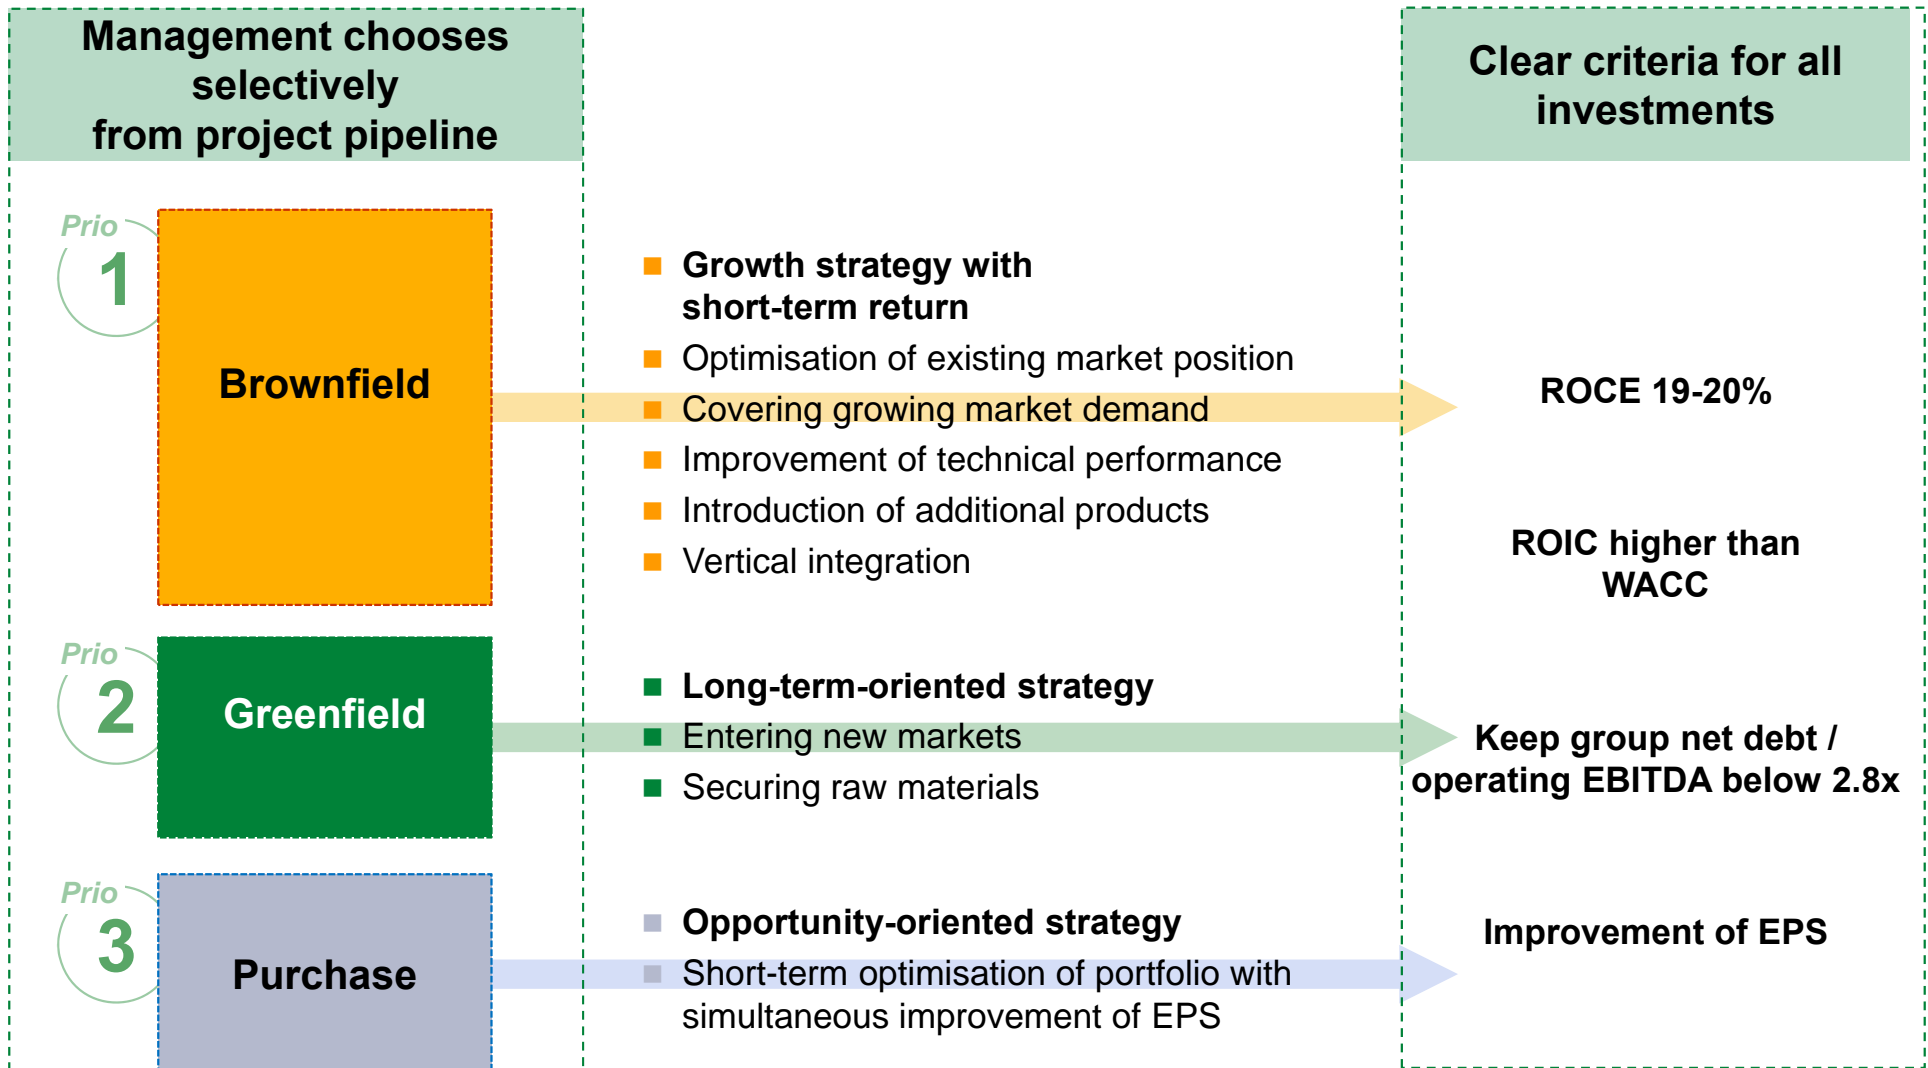 Management chooses
selectively
from project pipeline
Clear criteria for all
investments
Prio
1
Brownfield
Growth strategy with
short-term return
Optimisation of existing market position
Covering growing market demand
Improvement of technical performance
Introduction of additional products
Vertical integration
ROCE 19-20%
ROIC higher than
WACC
Prio
2
Greenfield
Long-term-oriented strategy
Entering new markets
Securing raw materials
Keep group net debt /
operating EBITDA below 2.8x
Prio
3
Purchase
Opportunity-oriented strategy
Short-term optimisation of portfolio with
simultaneous improvement of EPS
Improvement of EPS